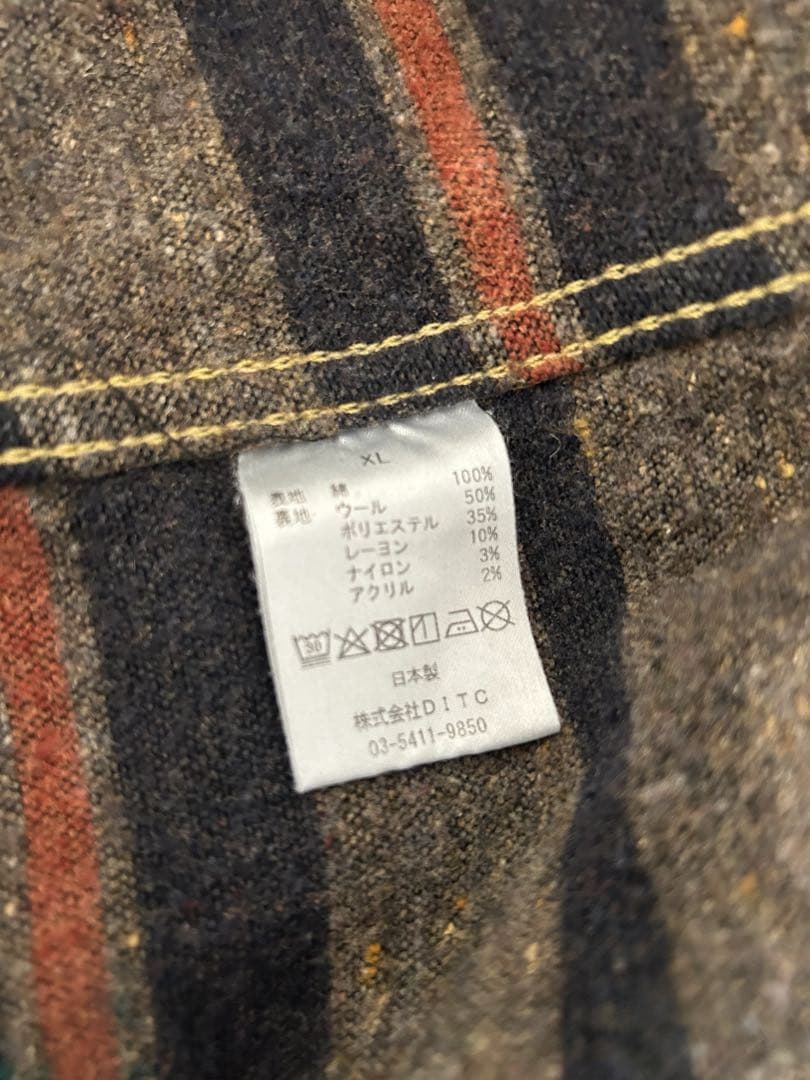 XL
表地 綿 100%
裏地 ウール 50%
ポリエステル 35%
レーヨン 10%
ナイロン 3%
アクリル 2%
日本製
株式会社DITC
03-5411-9850